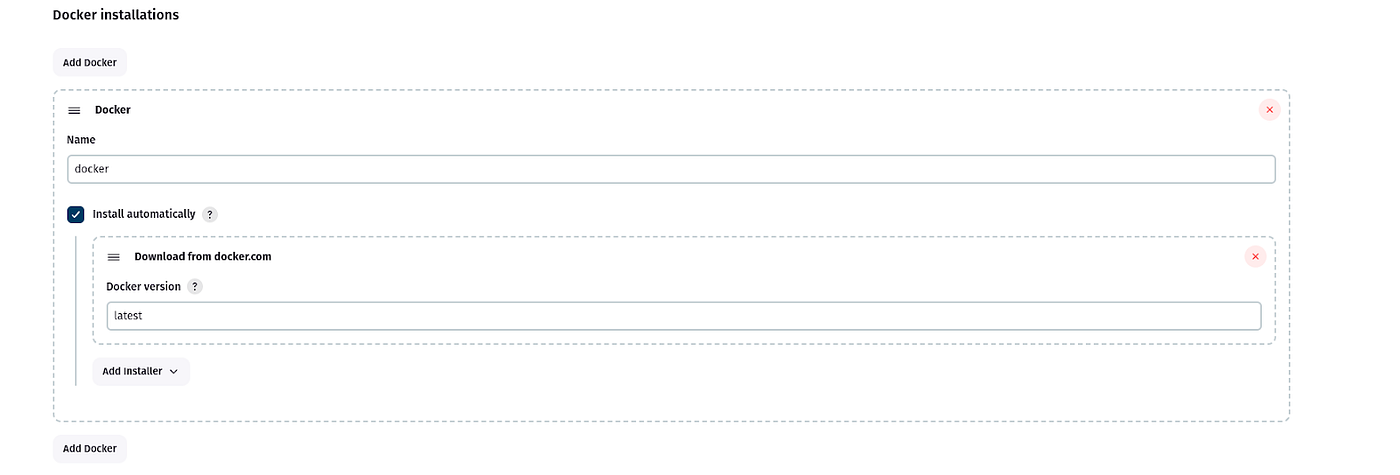 Docker installations
Add Docker
Docker
Name
docker
Install automatically ?
Download from docker.com
Docker version ?
latest
Add Installer
Add Docker